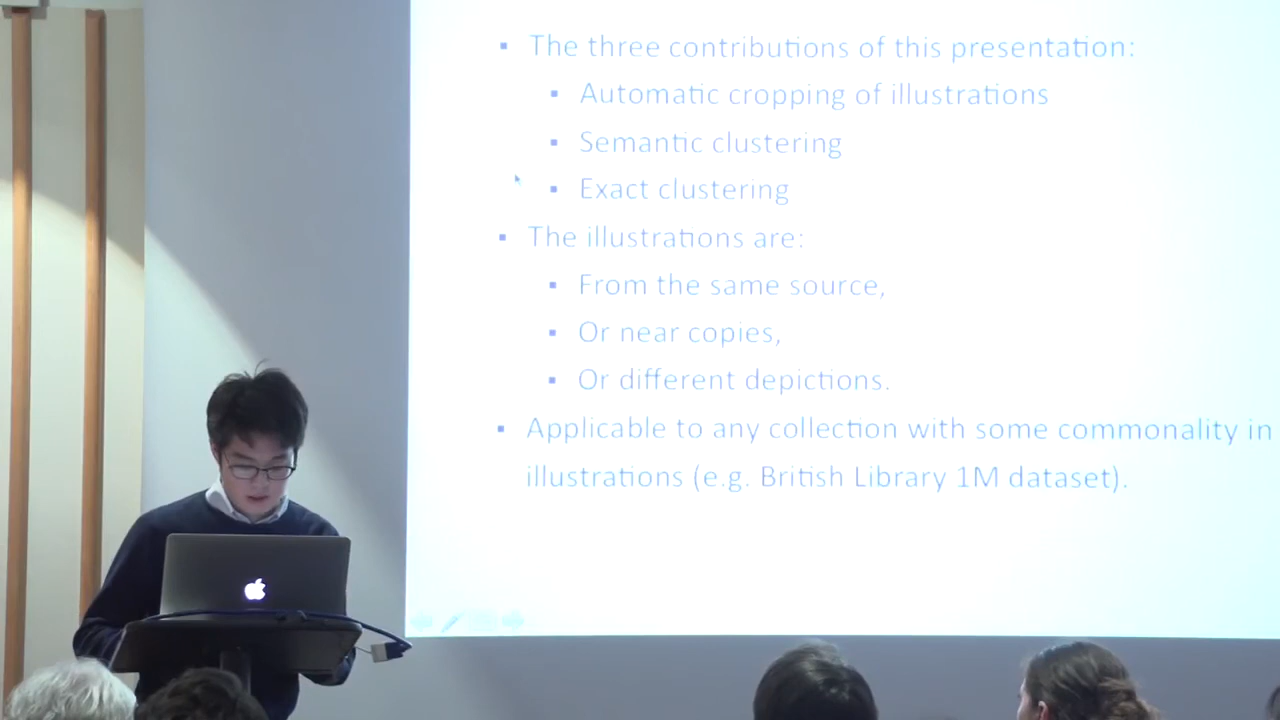 ▪ The three contributions of this presentation:
▪ Automatic cropping of illustrations
▪ Semantic clustering
▪ Exact clustering
▪ The illustrations are:
▪ From the same source,
▪ Or near copies,
▪ Or different depictions.
▪ Applicable to any collection with some commonality in
illustrations (e.g. British Library 1M dataset).